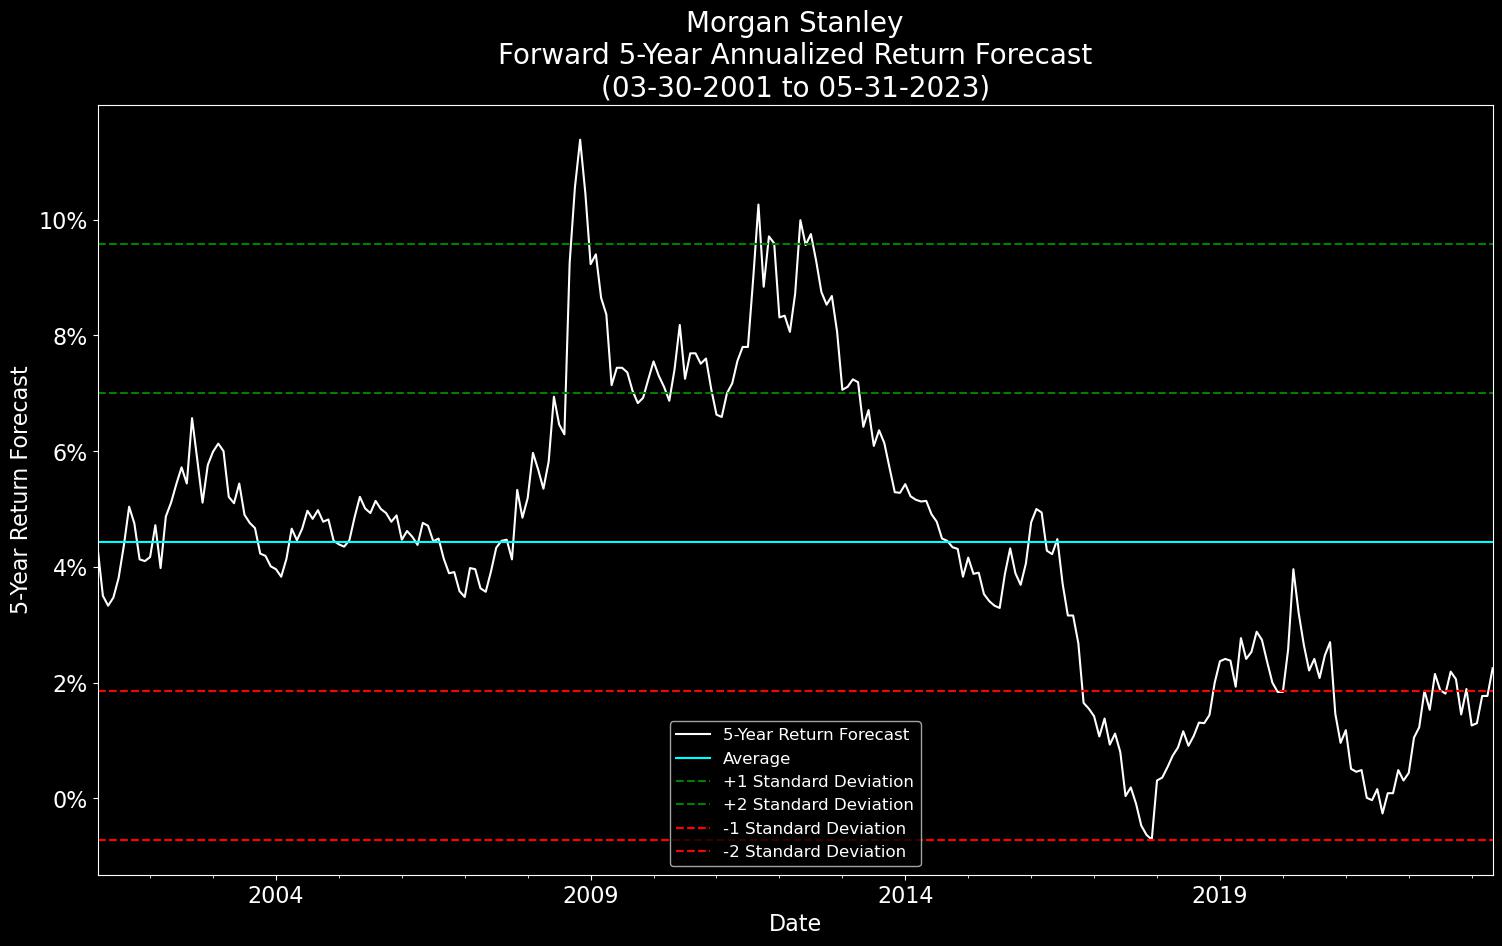 Morgan Stanley
Forward 5-Year Annualized Return Forecast
(03-30-2001 to 05-31-2023)
5-Year Return Forecast
10%
8%
6%
4%
2%
0%
5-Year Return Forecast
Average
+1 Standard Deviation
+2 Standard Deviation
-1 Standard Deviation
-2 Standard Deviation
2004
2009
2014
2019
Date